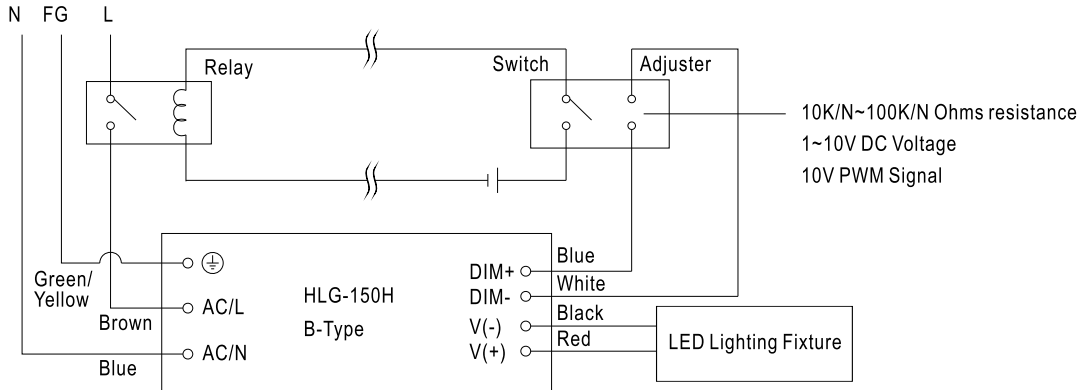 N FG L
Relay
Switch
Adjuster
10K/N~100K/N Ohms resistance
1~10V DC Voltage
10V PWM Signal
Green/
Yellow
Brown
Blue
AC/L
AC/N
HLG-150H
B-Type
DIM+
DIM-
V(-)
V(+)
Blue
White
Black
Red
LED Lighting Fixture